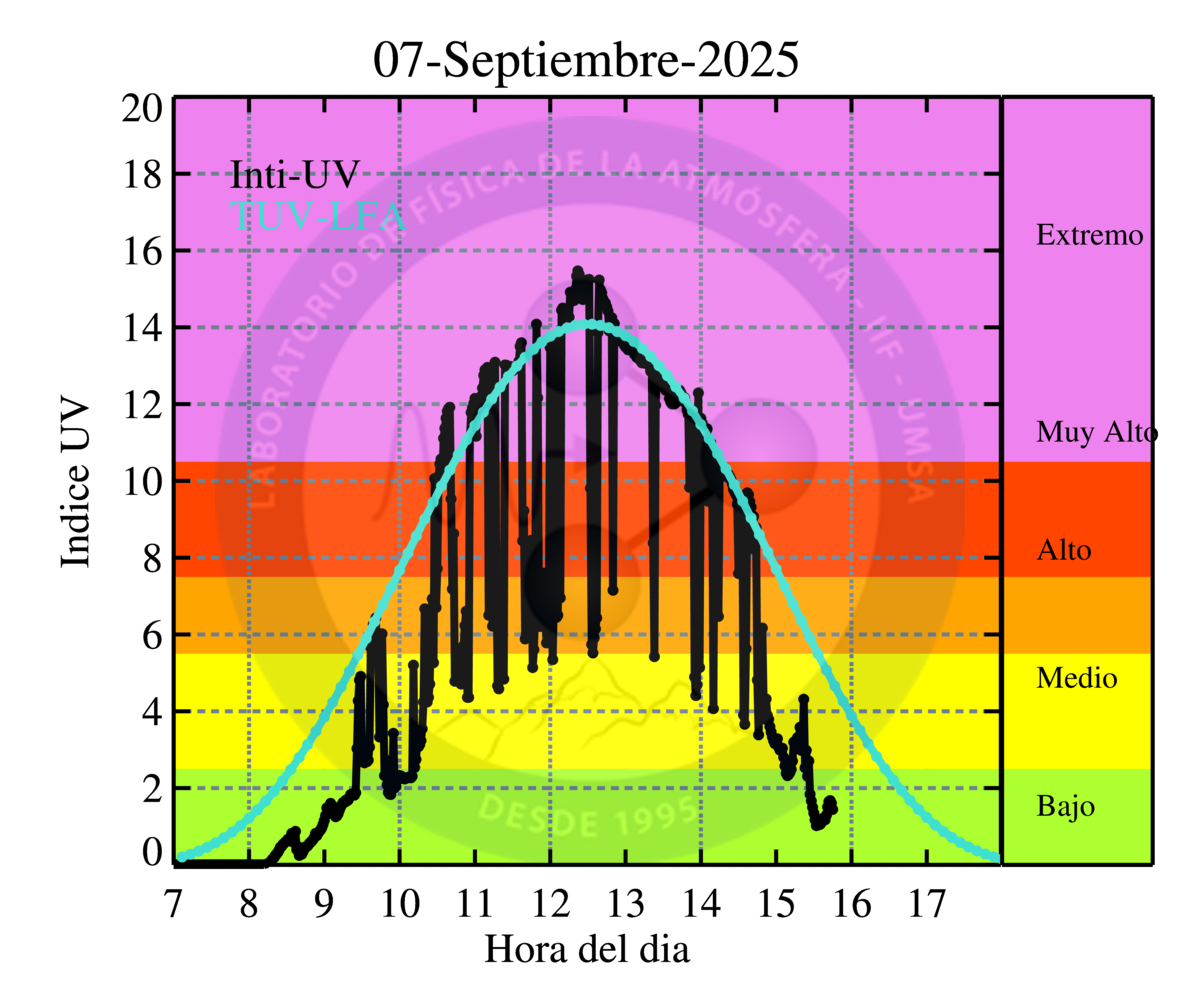 07-Septiembre-2025
20
18
16
14
12
10
8
6
4
2
0
Indice UV
Inti-UV
TUV-LFA
LABORATORIO DE FÍSICA DE LA ATMÓSFERA - IIF - UMSA
DESDE 1995
Extremo
Muy Alto
Alto
Medio
Bajo
7 8 9 10 11 12 13 14 15 16 17
Hora del dia